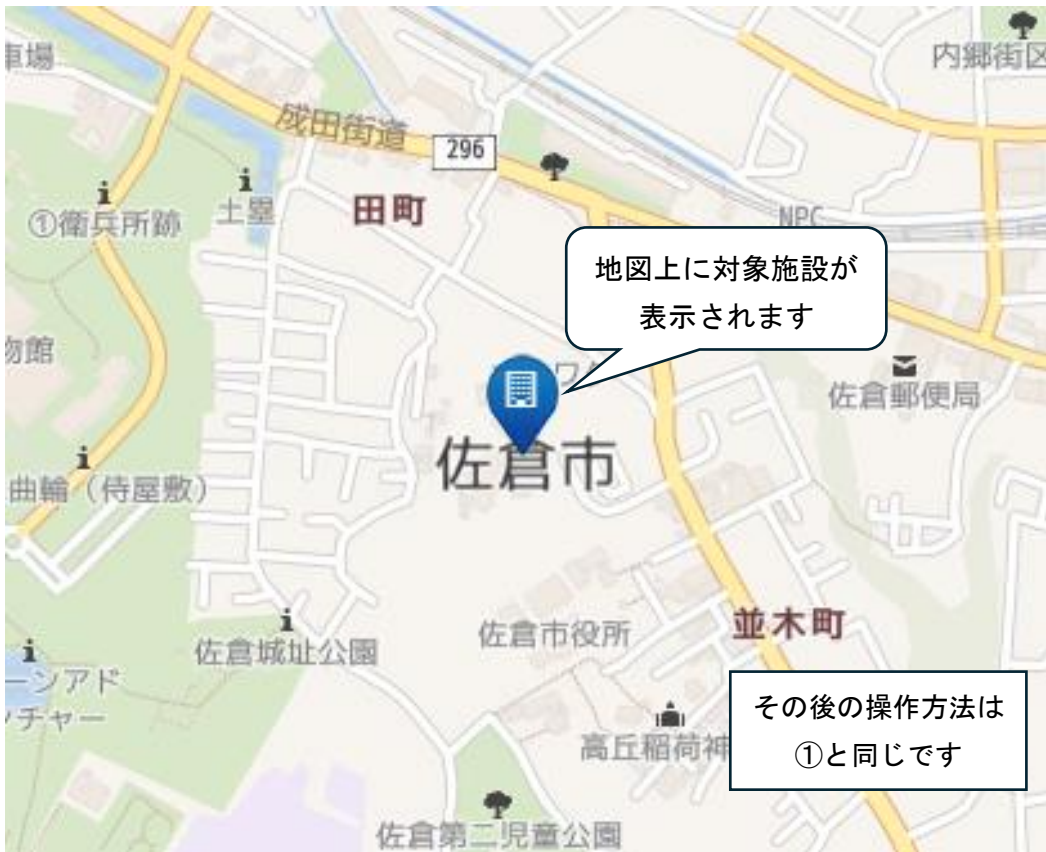 車場
内郷街区
成田街道
296
①衛兵所跡
土塁
田町
NPC
地図上に対象施設が
表示されます
物館
ワ
佐倉郵便局
佐倉市
曲輪（侍屋敷）
佐倉城址公園
佐倉市役所
並木町
ーンアド
ンチャー
高丘稲荷神
その後の操作方法は
①と同じです
佐倉第二児童公園